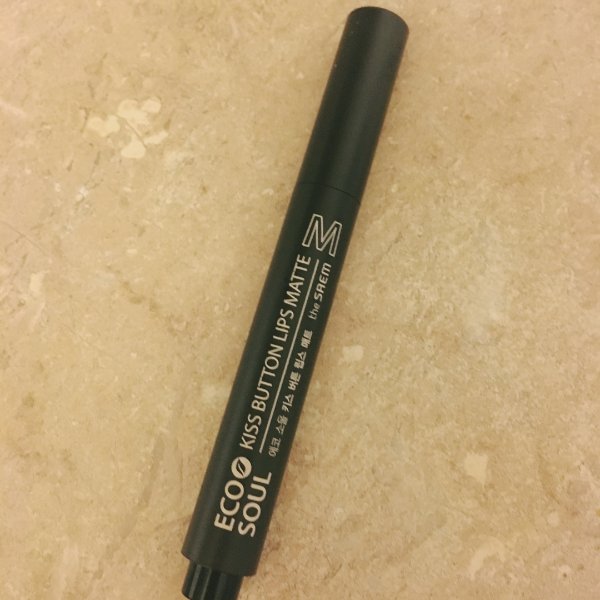 ECO
SOUL
KISS BUTTON LIPS MATTE
에코 소울 키스 버튼 립스 매트
M
the SAEM